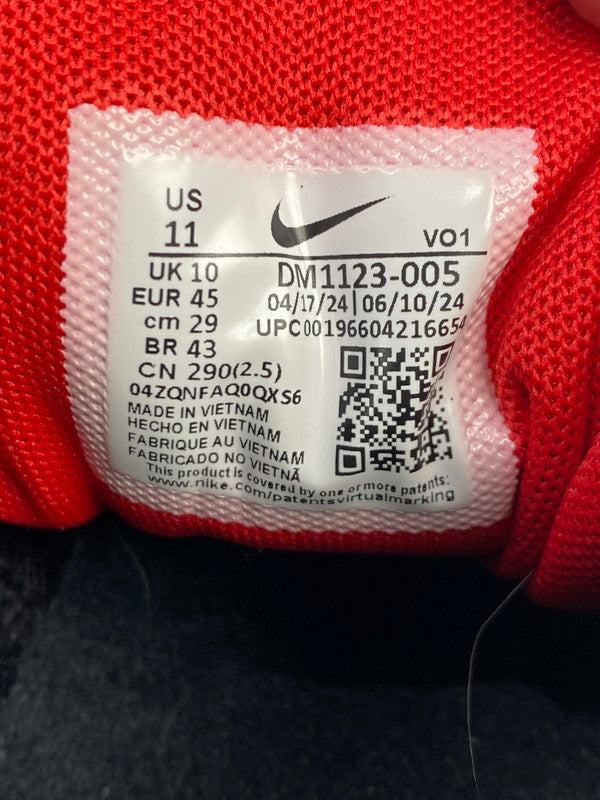 US
11
VO1
UK 10
EUR 45
cm 29
BR 43
CN 290(2.5)
DM1123-005
04/17/24|06/10/24
UPC00196604216654
04ZQNFAQ0QXS6
MADE IN VIETNAM
HECHO EN VIETNAM
FABRIQUE AU VIETNAM
FABRICADO NO VIETNÃ
This product is covered by one or more patents:
www.nike.com/patentsvirtualmarking